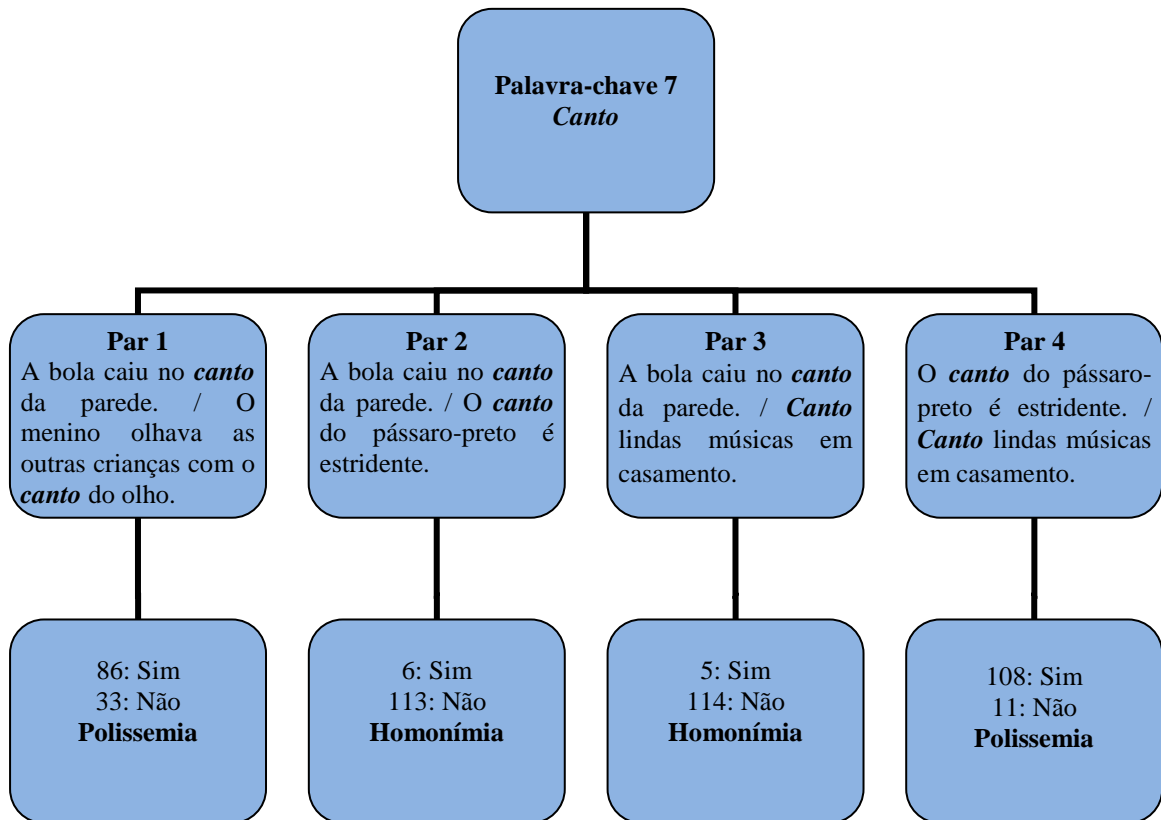 Palavra-chave 7
Canto
Par 1
A bola caiu no canto
da parede. / O
menino olhava as
outras crianças com o
canto do olho.
Par 2
A bola caiu no canto
da parede. / O canto
do pássaro-preto é
estridente.
Par 3
A bola caiu no canto
da parede. / Canto
lindas músicas em
casamento.
Par 4
O canto do pássaro-
preto é estridente. /
Canto lindas músicas
em casamento.
86: Sim
33: Não
Polissemia
6: Sim
113: Não
Homonímia
5: Sim
114: Não
Homonímia
108: Sim
11: Não
Polissemia